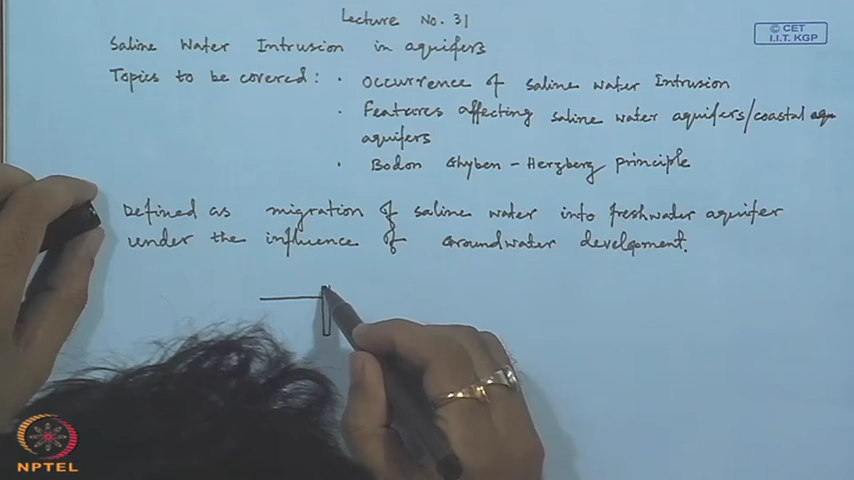 Lecture No. 31
© CET
I.I.T. KGP
Saline Water Intrusion in aquifers
Topics to be covered : · Occurrence of saline water Intrusion
· Features affecting saline water aquifers/coastal aqu
aquifers
· Badon Ghyben - Herzberg principle
Defined as migration of saline water into freshwater aquifer
under the influence of groundwater development.
NPTEL